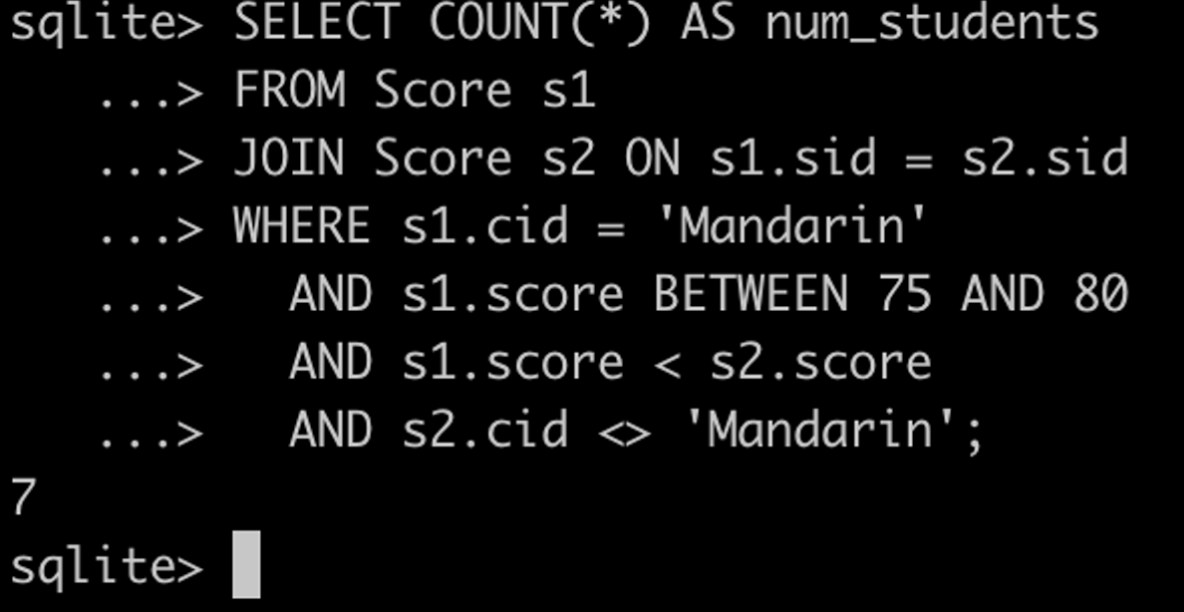 sqlite> SELECT COUNT(*) AS num_students
...> FROM Score s1
...> JOIN Score s2 ON s1.sid = s2.sid
...> WHERE s1.cid = 'Mandarin'
...> AND s1.score BETWEEN 75 AND 80
...> AND s1.score < s2.score
...> AND s2.cid <> 'Mandarin';
7
sqlite>